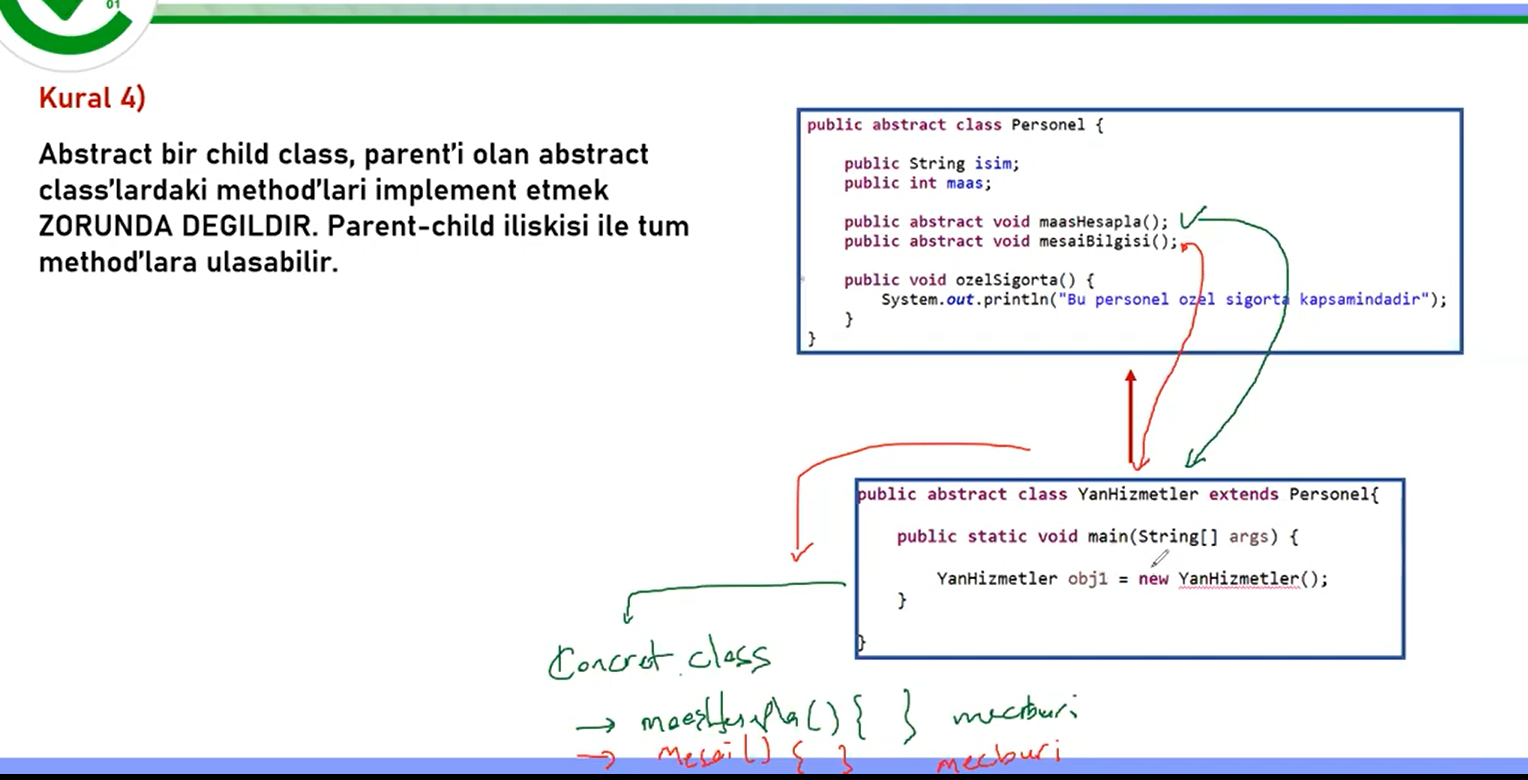 01
Kural 4)
Abstract bir child class, parent'i olan abstract
class'lardaki method'lari implement etmek
ZORUNDA DEGILDIR. Parent-child iliskisi ile tum
method'lara ulasabilir.
public abstract class Personel {
public String isim;
public int maas;
public abstract void maasHesapla();
public abstract void mesaiBilgisi();
public void ozelSigorta() {
System.out.println("Bu personel ozel sigorta kapsamindadir");
}
}
public abstract class YanHizmetler extends Personel{
public static void main(String[] args) {
YanHizmetler obj1 = new YanHizmetler();
}
}
Concret class
→ maasHesapla() { } mecburi
→ Mesai() { } mecburi